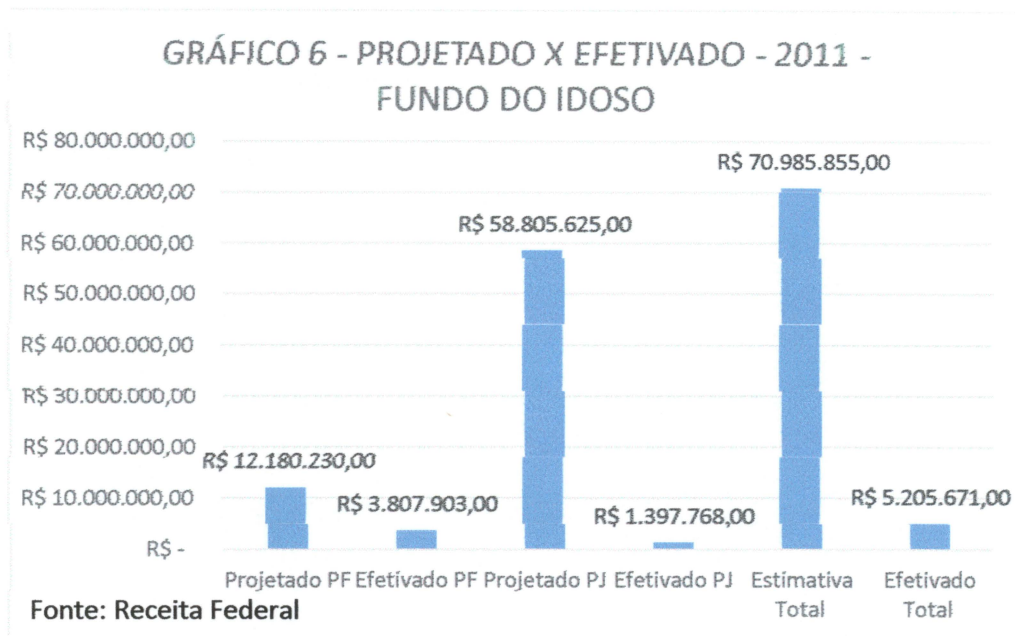 GRÁFICO 6 - PROJETADO X EFETIVADO - 2011 -
FUNDO DO IDOSO
R$ 80.000.000,00
R$ 70.000.000,00
R$ 60.000.000,00
R$ 50.000.000,00
R$ 40.000.000,00
R$ 30.000.000,00
R$ 20.000.000,00
R$ 10.000.000,00
R$ -
R$ 12.180.230,00
R$ 3.807.903,00
R$ 58.805.625,00
R$ 1.397.768,00
R$ 70.985.855,00
R$ 5.205.671,00
Projetado PF
Efetivado PF
Projetado PJ
Efetivado PJ
Estimativa
Total
Efetivado
Total
Fonte: Receita Federal